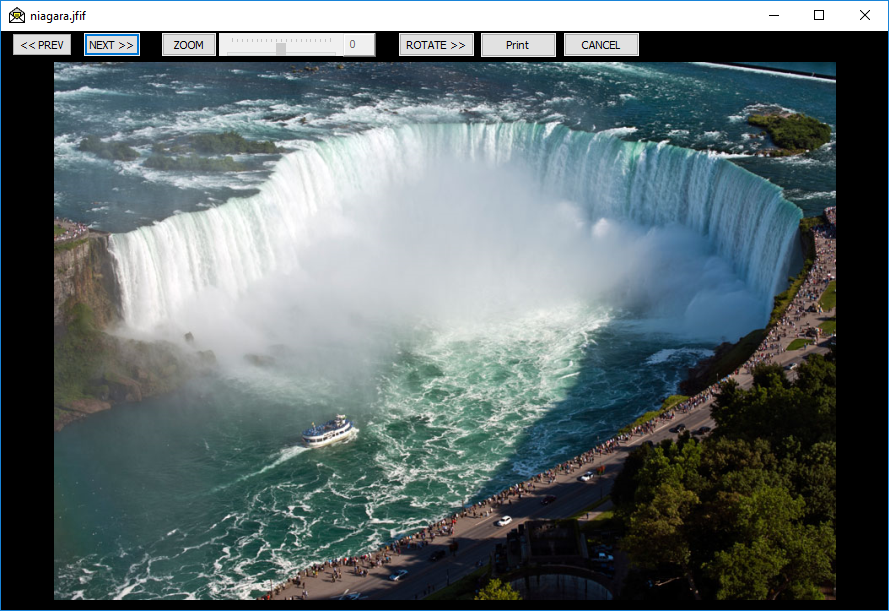 niagara.jfif
<< PREV NEXT >> ZOOM 0 ROTATE >> Print CANCEL